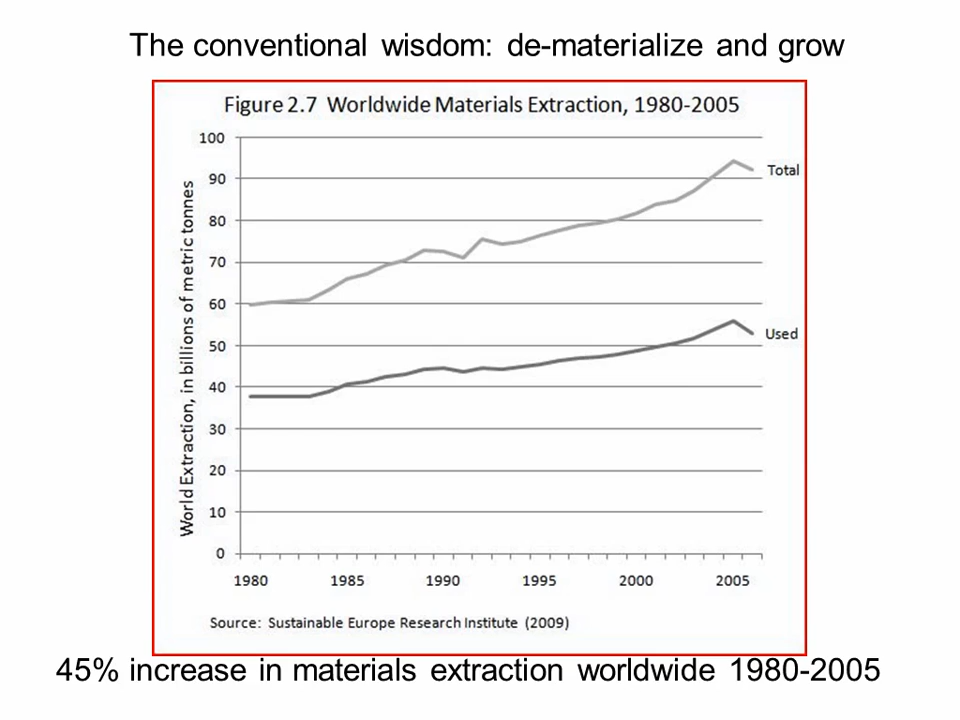 The conventional wisdom: de-materialize and grow
Figure 2.7 Worldwide Materials Extraction, 1980-2005
World Extraction, in billions of metric tonnes
100
90
80
70
60
50
40
30
20
10
0
Total
Used
1980 1985 1990 1995 2000 2005
Source: Sustainable Europe Research Institute (2009)
45% increase in materials extraction worldwide 1980-2005